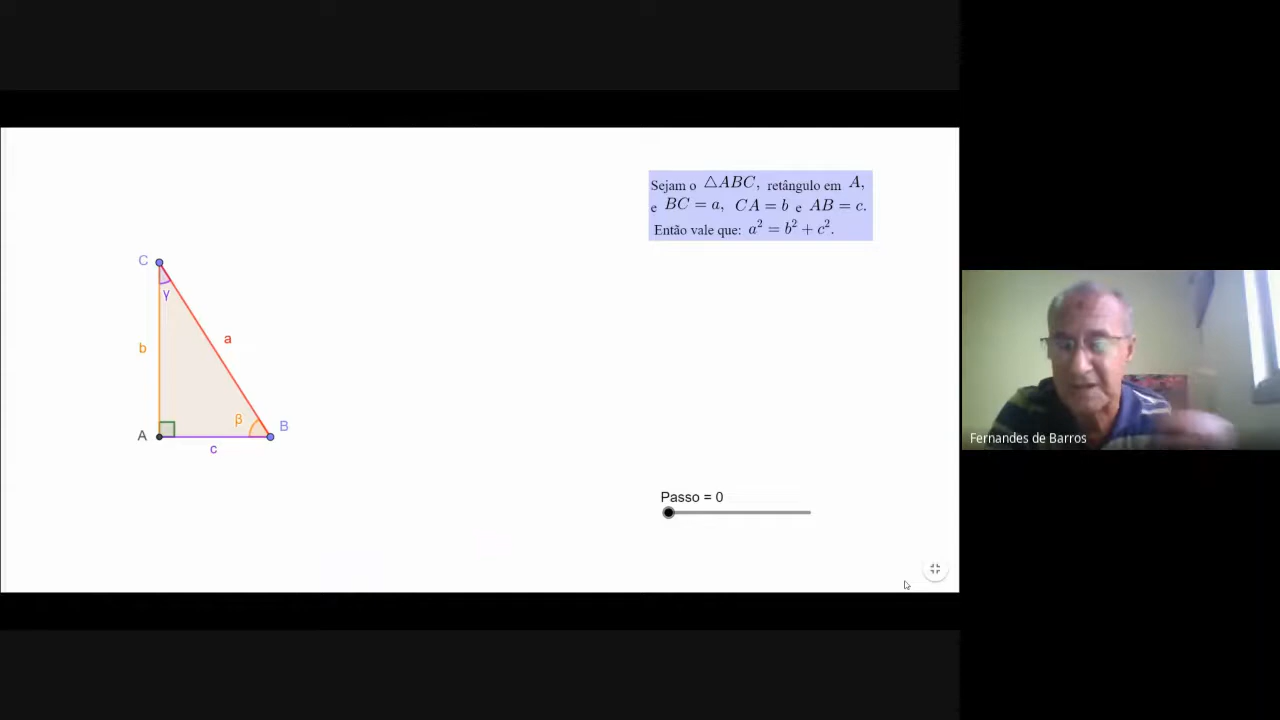 Sejam o △ABC, retângulo em A,
e BC = a, CA = b e AB = c.
Então vale que: a² = b² + c².
C
γ
b
a
β
B
A
c
Passo = 0
Fernandes de Barros